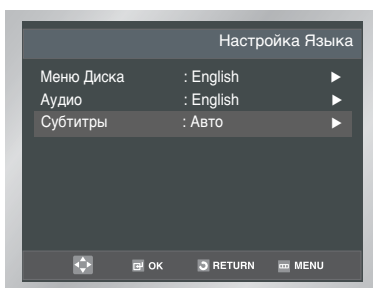 Настройка Языка
Меню Диска : English ▶
Аудио : English ▶
Субтитры : Авто ▶
OK RETURN MENU